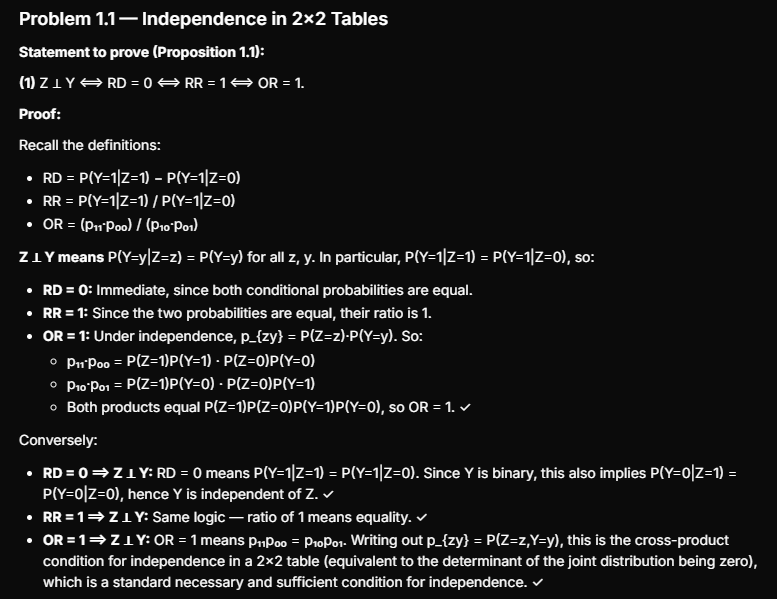 Problem 1.1 — Independence in 2×2 Tables
Statement to prove (Proposition 1.1):
(1) Z ⊥ Y ⟺ RD = 0 ⟺ RR = 1 ⟺ OR = 1.
Proof:
Recall the definitions:
• RD = P(Y=1|Z=1) − P(Y=1|Z=0)
• RR = P(Y=1|Z=1) / P(Y=1|Z=0)
• OR = (p₁₁·p₀₀) / (p₁₀·p₀₁)
Z ⊥ Y means P(Y=y|Z=z) = P(Y=y) for all z, y. In particular, P(Y=1|Z=1) = P(Y=1|Z=0), so:
• RD = 0: Immediate, since both conditional probabilities are equal.
• RR = 1: Since the two probabilities are equal, their ratio is 1.
• OR = 1: Under independence, p_{zy} = P(Z=z)·P(Y=y). So:
◦ p₁₁·p₀₀ = P(Z=1)P(Y=1) · P(Z=0)P(Y=0)
◦ p₁₀·p₀₁ = P(Z=1)P(Y=0) · P(Z=0)P(Y=1)
◦ Both products equal P(Z=1)P(Z=0)P(Y=1)P(Y=0), so OR = 1. ✓
Conversely:
• RD = 0 ⟹ Z ⊥ Y: RD = 0 means P(Y=1|Z=1) = P(Y=1|Z=0). Since Y is binary, this also implies P(Y=0|Z=1) =
P(Y=0|Z=0), hence Y is independent of Z. ✓
• RR = 1 ⟹ Z ⊥ Y: Same logic — ratio of 1 means equality. ✓
• OR = 1 ⟹ Z ⊥ Y: OR = 1 means p₁₁p₀₀ = p₁₀p₀₁. Writing out p_{zy} = P(Z=z,Y=y), this is the cross-product
condition for independence in a 2×2 table (equivalent to the determinant of the joint distribution being zero),
which is a standard necessary and sufficient condition for independence. ✓